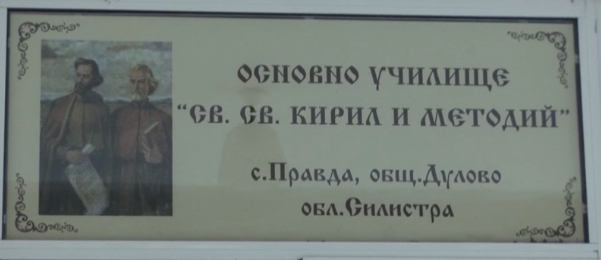 ОСНОВНО УЧИЛИЩЕ
"СВ. СВ. КИРИЛ И МЕТОДИЙ"
с.Правда, общ.Дулово
обл.Силистра